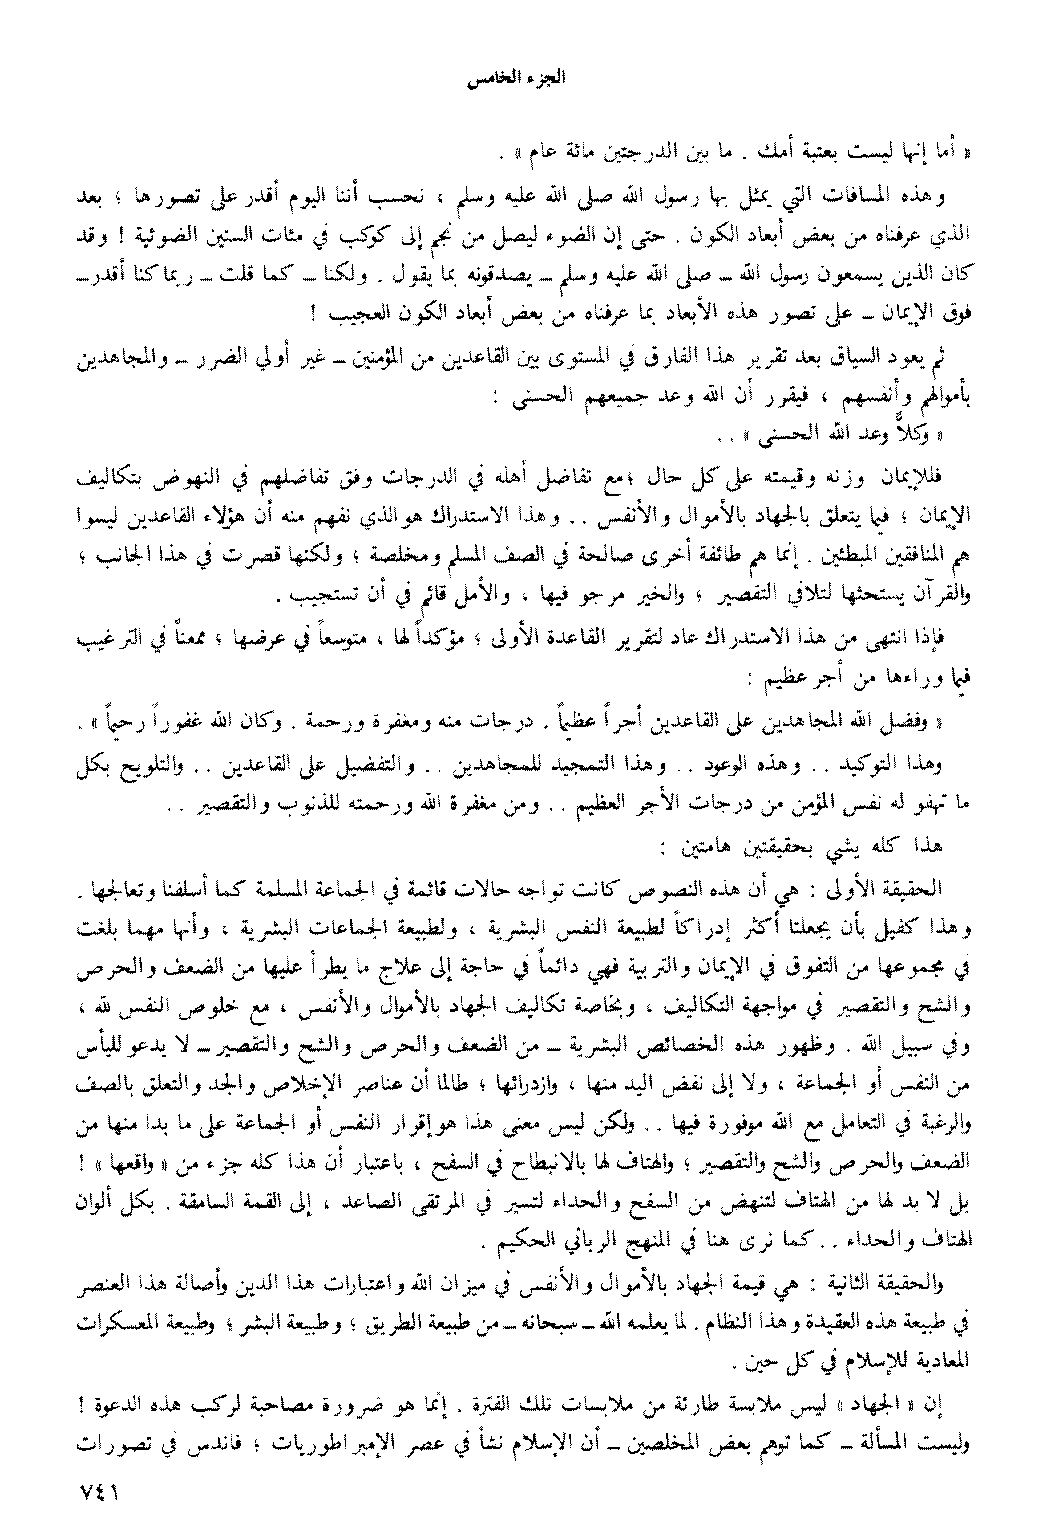 الجزء الخامس
« أما إنها ليست بعتبة أمك . ما بين الدرجتين مائة عام » .
وهذه المسافات التي يمثل بها رسول الله صلى الله عليه وسلم ، نحسب أننا اليوم أقدر على تصورها ؛ بعد
الذي عرفناه من بعض أبعاد الكون . حتى إن الضوء ليصل من نجم إلى كوكب في مئات السنين الضوئية ! وقد
كان الذين يسمعون رسول الله – صلى الله عليه وسلم – يصدقونه بما يقول . ولكنا – كما قلت – ربما كنا أقدر –
فوق الإيمان – على تصور هذه الأبعاد بما عرفناه من بعض أبعاد الكون العجيب !
ثم يعود السياق بعد تقرير هذا الفارق في المستوى بين القاعدين من المؤمنين – غير أولي الضرر – والمجاهدين
بأموالهم وأنفسهم ، فيقرر أن الله وعد جميعهم الحسنى :
« وكلاًّ وعد الله الحسنى » . .
فللإيمان وزنه وقيمته على كل حال ؛ مع تفاضل أهله في الدرجات وفق تفاضلهم في النهوض بتكاليف
الإيمان ؛ فيما يتعلق بالجهاد بالأموال والأنفس . . وهذا الاستدراك هو الذي نفهم منه أن هؤلاء القاعدين ليسوا
هم المنافقين المبطئين . إنما هم طائفة أخرى صالحة في الصف المسلم ومخلصة ؛ ولكنها قصرت في هذا الجانب ؛
والقرآن يستحثها لتلافي التقصير ؛ والخير مرجو فيها ، والأمل قائم في أن تستجيب .
فإذا انتهى من هذا الاستدراك عاد لتقرير القاعدة الأولى ؛ مؤكداً لها ، متوسعاً في عرضها ؛ ممعناً في الترغيب
فيما وراءها من أجر عظيم :
« وفضل الله المجاهدين على القاعدين أجراً عظيماً . درجات منه ومغفرة ورحمة . وكان الله غفوراً رحيماً » .
وهذا التوكيد . . وهذه الوعود . . وهذا التمجيد للمجاهدين . . والتفضيل على القاعدين . . والتلويح بكل
ما تهفو له نفس المؤمن من درجات الأجر العظيم . . ومن مغفرة الله ورحمته للذنوب والتقصير . .
هذا كله يشي بحقيقتين هامتين :
الحقيقة الأولى : هي أن هذه النصوص كانت تواجه حالات قائمة في الجماعة المسلمة كما أسلفنا وتعالجها .
وهذا كفيل بأن يجعلنا أكثر إدراكاً لطبيعة النفس البشرية ، ولطبيعة الجماعات البشرية ، وأنها مهما بلغت
في مجموعها من التفوق في الإيمان والتربية فهي دائماً في حاجة إلى علاج ما يطرأ عليها من الضعف والحرص
والشح والتقصير في مواجهة التكاليف ، وبخاصة تكاليف الجهاد بالأموال والأنفس ، مع خلوص النفس لله ،
وفي سبيل الله . وظهور هذه الخصائص البشرية – من الضعف والحرص والشح والتقصير – لا يدعو لليأس
من النفس أو الجماعة ، ولا إلى نفض اليد منها ، وازدرائها ؛ طالما أن عناصر الإخلاص والجد والتعلق بالصف
والرغبة في التعامل مع الله موفورة فيها . . ولكن ليس معنى هذا هو إقرار النفس أو الجماعة على ما بدا منها من
الضعف والحرص والشح والتقصير ؛ والهتاف لها بالانبطاح في السفح ، باعتبار أن هذا كله جزء من « واقعها » !
بل لا بد لها من الهتاف لتنهض من السفح والحداء لتسير في المرتقى الصاعد ، إلى القمة السامقة . بكل ألوان
الهتاف والحداء . . كما نرى هنا في المنهج الرباني الحكيم .
والحقيقة الثانية : هي قيمة الجهاد بالأموال والأنفس في ميزان الله واعتبارات هذا الدين وأصالة هذا العنصر
في طبيعة هذه العقيدة وهذا النظام . لما يعلمه الله – سبحانه – من طبيعة الطريق ؛ وطبيعة البشر ؛ وطبيعة المعسكرات
المعادية للإسلام في كل حين .
إن « الجهاد » ليس ملابسة طارئة من ملابسات تلك الفترة . إنما هو ضرورة مصاحبة لركب هذه الدعوة !
وليست المسألة – كما توهم بعض المخلصين – أن الإسلام نشأ في عصر الإمبراطوريات ؛ فاندس في تصورات
٧٤١